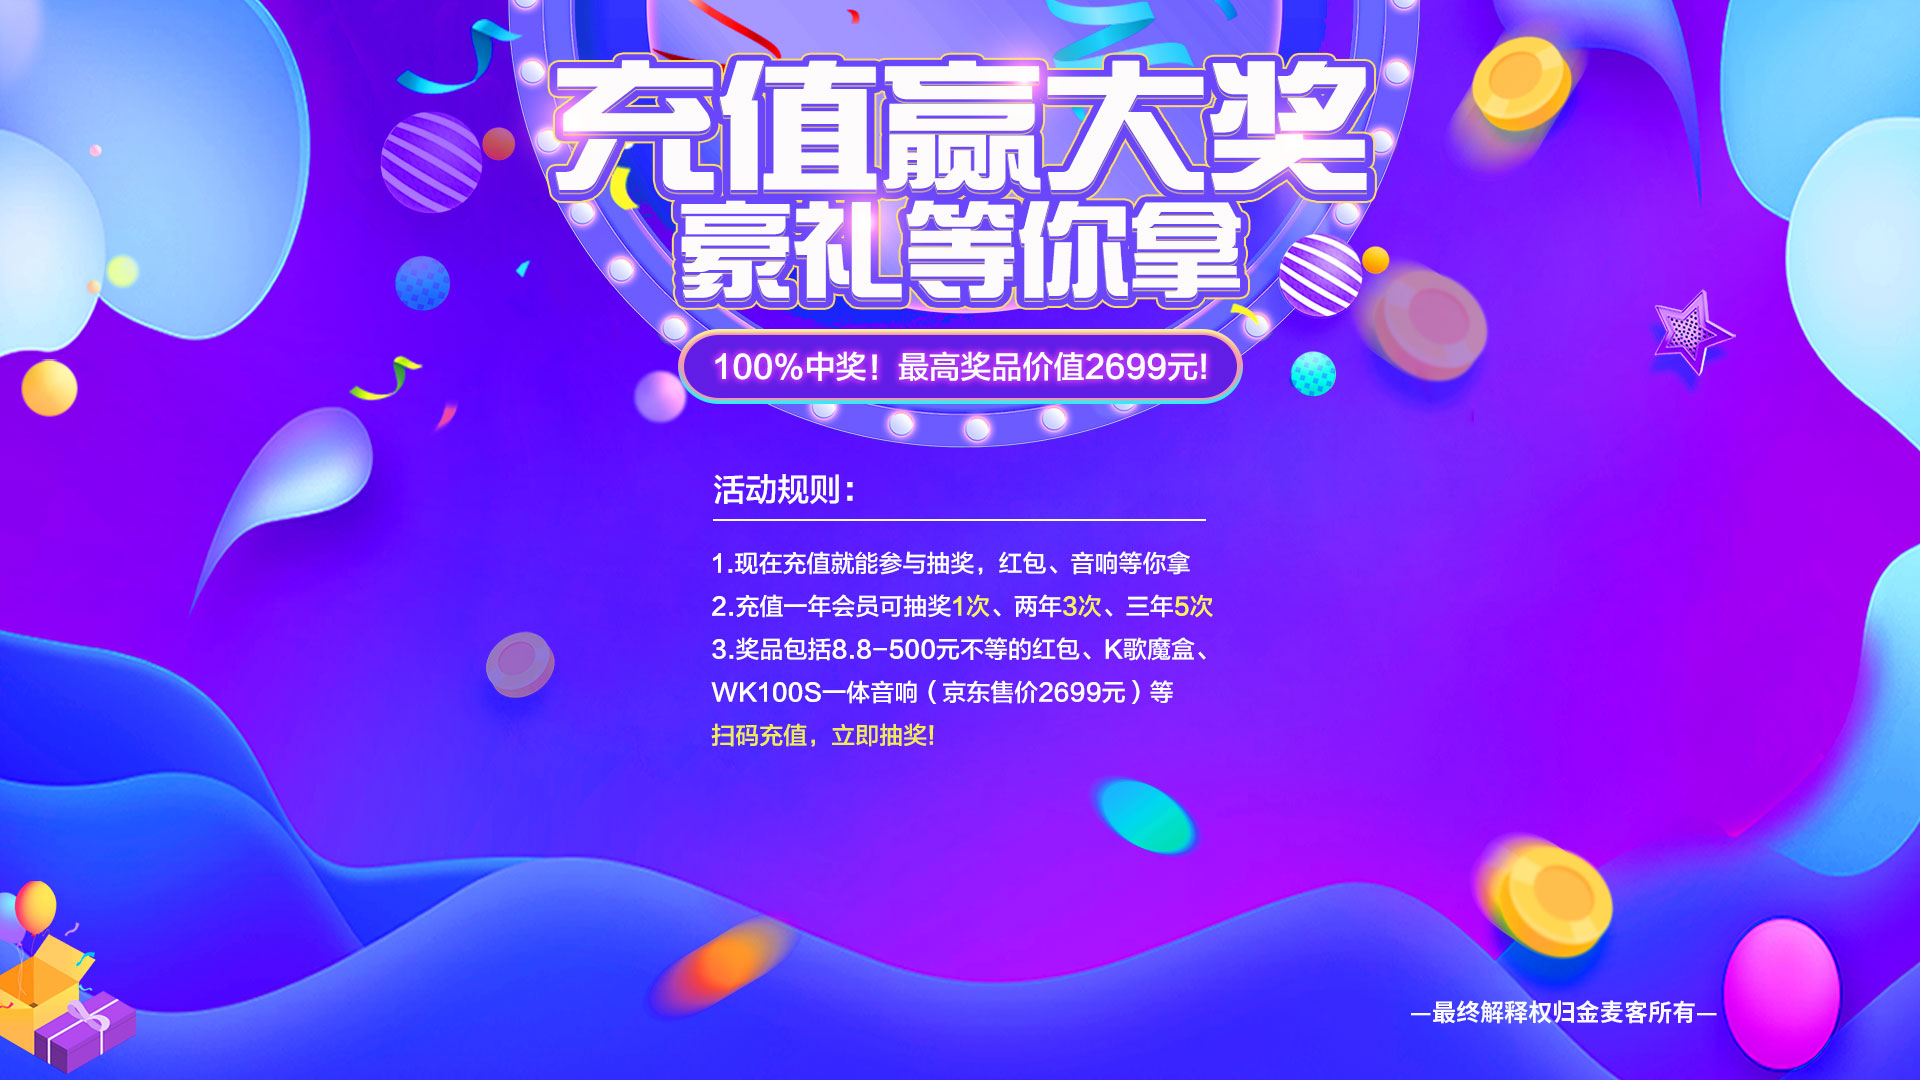 充值赢大奖
豪礼等你拿
100%中奖！最高奖品价值2699元!
活动规则：
1.现在充值就能参与抽奖，红包、音响等你拿
2.充值一年会员可抽奖1次、两年3次、三年5次
3.奖品包括8.8-500元不等的红包、K歌魔盒、
WK100S一体音响（京东售价2699元）等
扫码充值，立即抽奖!
—最终解释权归金麦客所有—